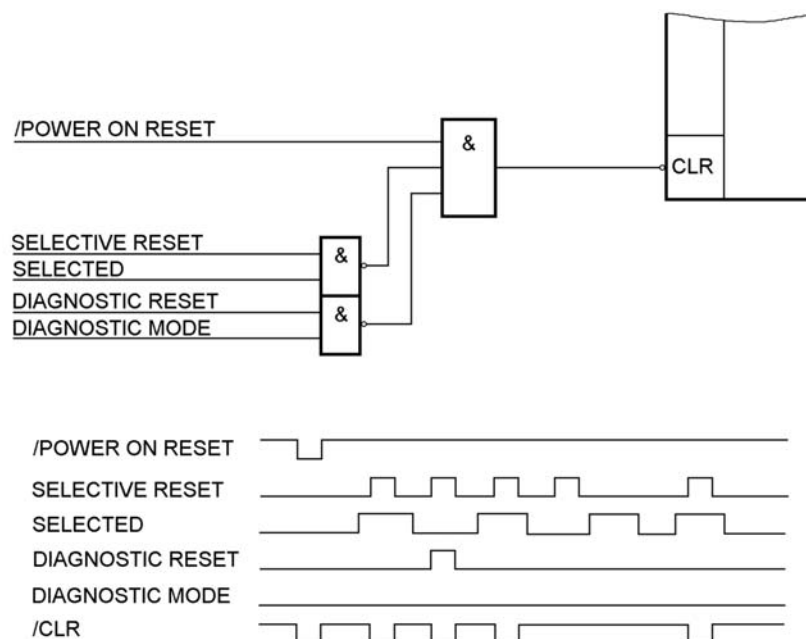 /POWER ON RESET
&
CLR
SELECTIVE RESET
SELECTED
&
DIAGNOSTIC RESET
DIAGNOSTIC MODE
&
/POWER ON RESET
SELECTIVE RESET
SELECTED
DIAGNOSTIC RESET
DIAGNOSTIC MODE
/CLR